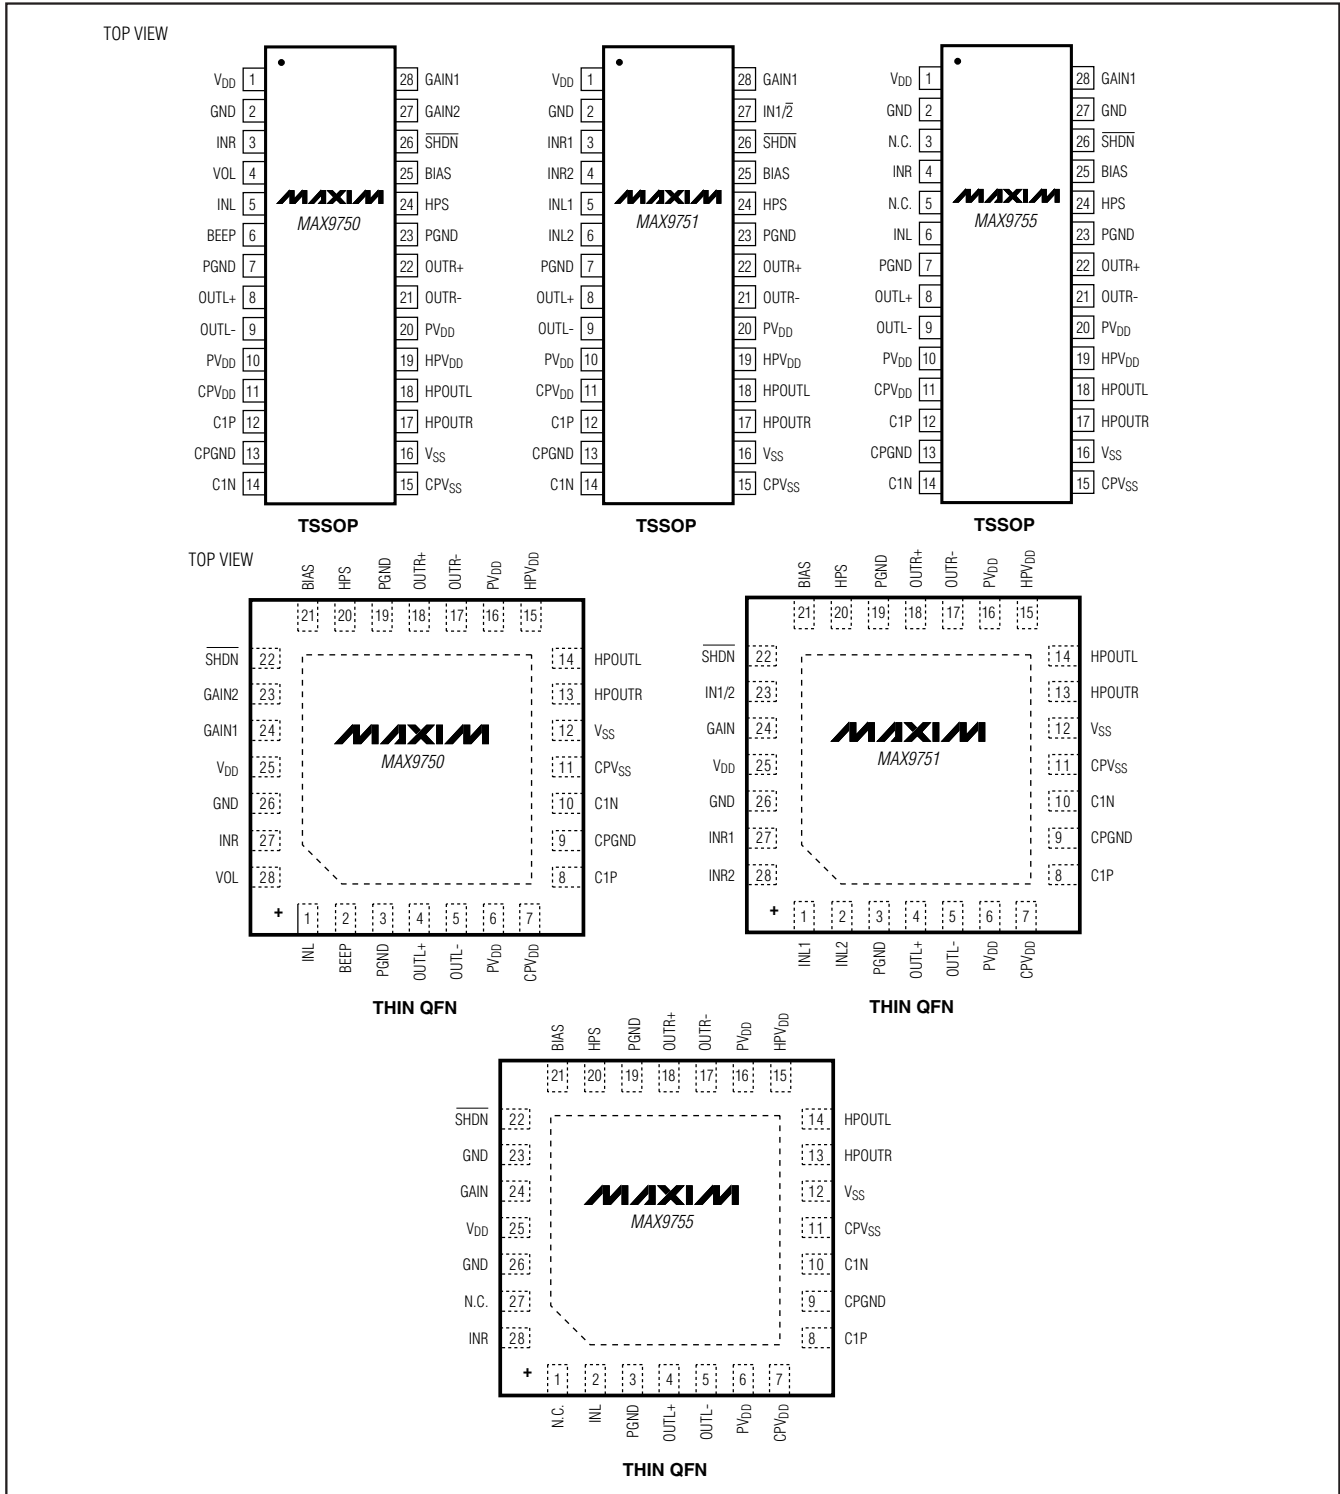 TOP VIEW
VDD 1 28 GAIN1
GND 2 27 GAIN2
INR 3 26 SHDN
VOL 4 25 BIAS
INL 5 24 HPS
BEEP 6 23 PGND
PGND 7 22 OUTR+
OUTL+ 8 21 OUTR-
OUTL- 9 20 PVDD
PVDD 10 19 HPVDD
CPVDD 11 18 HPOUTL
C1P 12 17 HPOUTR
CPGND 13 16 VSS
C1N 14 15 CPVSS
MAXIM
MAX9750
TSSOP
VDD 1 28 GAIN1
GND 2 27 IN1/2̅
INR1 3 26 SHDN
INR2 4 25 BIAS
INL1 5 24 HPS
INL2 6 23 PGND
PGND 7 22 OUTR+
OUTL+ 8 21 OUTR-
OUTL- 9 20 PVDD
PVDD 10 19 HPVDD
CPVDD 11 18 HPOUTL
C1P 12 17 HPOUTR
CPGND 13 16 VSS
C1N 14 15 CPVSS
MAXIM
MAX9751
TSSOP
VDD 1 28 GAIN1
GND 2 27 GND
N.C. 3 26 SHDN
INR 4 25 BIAS
N.C. 5 24 HPS
INL 6 23 PGND
PGND 7 22 OUTR+
OUTL+ 8 21 OUTR-
OUTL- 9 20 PVDD
PVDD 10 19 HPVDD
CPVDD 11 18 HPOUTL
C1P 12 17 HPOUTR
CPGND 13 16 VSS
C1N 14 15 CPVSS
MAXIM
MAX9755
TSSOP
TOP VIEW
BIAS HPS PGND OUTR+ OUTR- PVDD HPVDD
21 20 19 18 17 16 15
SHDN 22 14 HPOUTL
GAIN2 23 13 HPOUTR
GAIN1 24 12 VSS
VDD 25 11 CPVSS
GND 26 10 C1N
INR 27 9 CPGND
VOL 28 8 C1P
MAXIM
MAX9750
+ 1 2 3 4 5 6 7
INL BEEP PGND OUTL+ OUTL- PVDD CPVDD
THIN QFN
BIAS HPS PGND OUTR+ OUTR- PVDD HPVDD
21 20 19 18 17 16 15
SHDN 22 14 HPOUTL
IN1/2 23 13 HPOUTR
GAIN 24 12 VSS
VDD 25 11 CPVSS
GND 26 10 C1N
INR1 27 9 CPGND
INR2 28 8 C1P
MAXIM
MAX9751
+ 1 2 3 4 5 6 7
INL1 INL2 PGND OUTL+ OUTL- PVDD CPVDD
THIN QFN
BIAS HPS PGND OUTR+ OUTR- PVDD HPVDD
21 20 19 18 17 16 15
SHDN 22 14 HPOUTL
GND 23 13 HPOUTR
GAIN 24 12 VSS
VDD 25 11 CPVSS
GND 26 10 C1N
N.C. 27 9 CPGND
INR 28 8 C1P
MAXIM
MAX9755
+ 1 2 3 4 5 6 7
N.C. INL PGND OUTL+ OUTL- PVDD CPVDD
THIN QFN